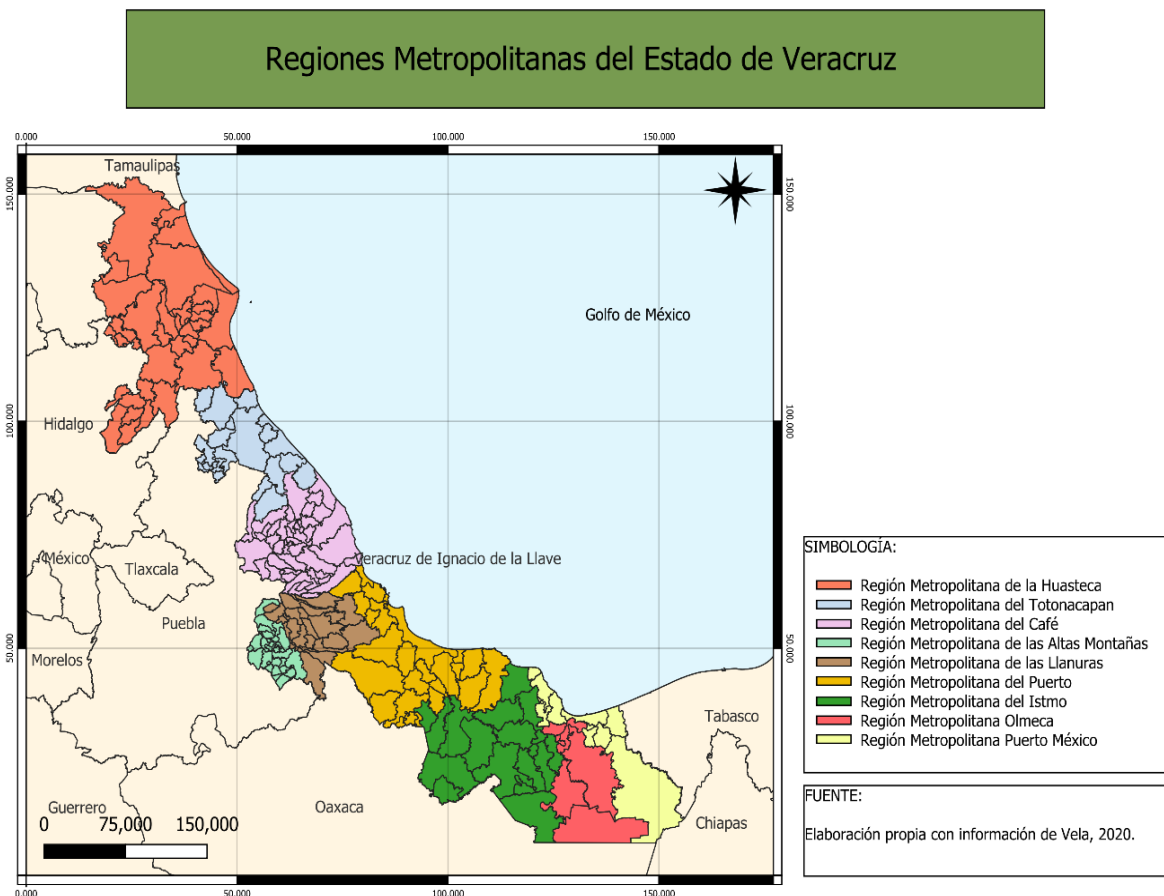 Regiones Metropolitanas del Estado de Veracruz
0.000 50.000 100.000 150.000
Tamaulipas
150.000 150.000
Golfo de México
Hidalgo
100.000 100.000
Veracruz de Ignacio de la Llave
México
Tlaxcala
Puebla
50.000 50.000
Morelos
Tabasco
Guerrero
Oaxaca
Chiapas
0 75,000 150,000
0.000 50.000 100.000 150.000
SIMBOLOGÍA:
Región Metropolitana de la Huasteca
Región Metropolitana del Totonacapan
Región Metropolitana del Café
Región Metropolitana de las Altas Montañas
Región Metropolitana de las Llanuras
Región Metropolitana del Puerto
Región Metropolitana del Istmo
Región Metropolitana Olmeca
Región Metropolitana Puerto México
FUENTE:
Elaboración propia con información de Vela, 2020.